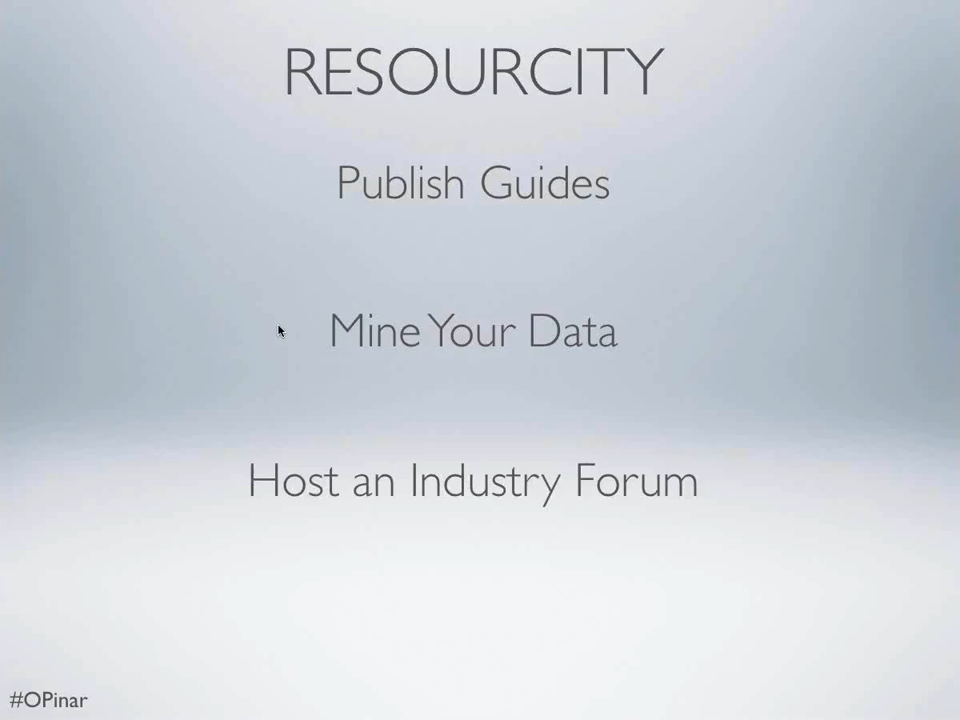 RESOURCITY
Publish Guides
Mine Your Data
Host an Industry Forum
#OPinar